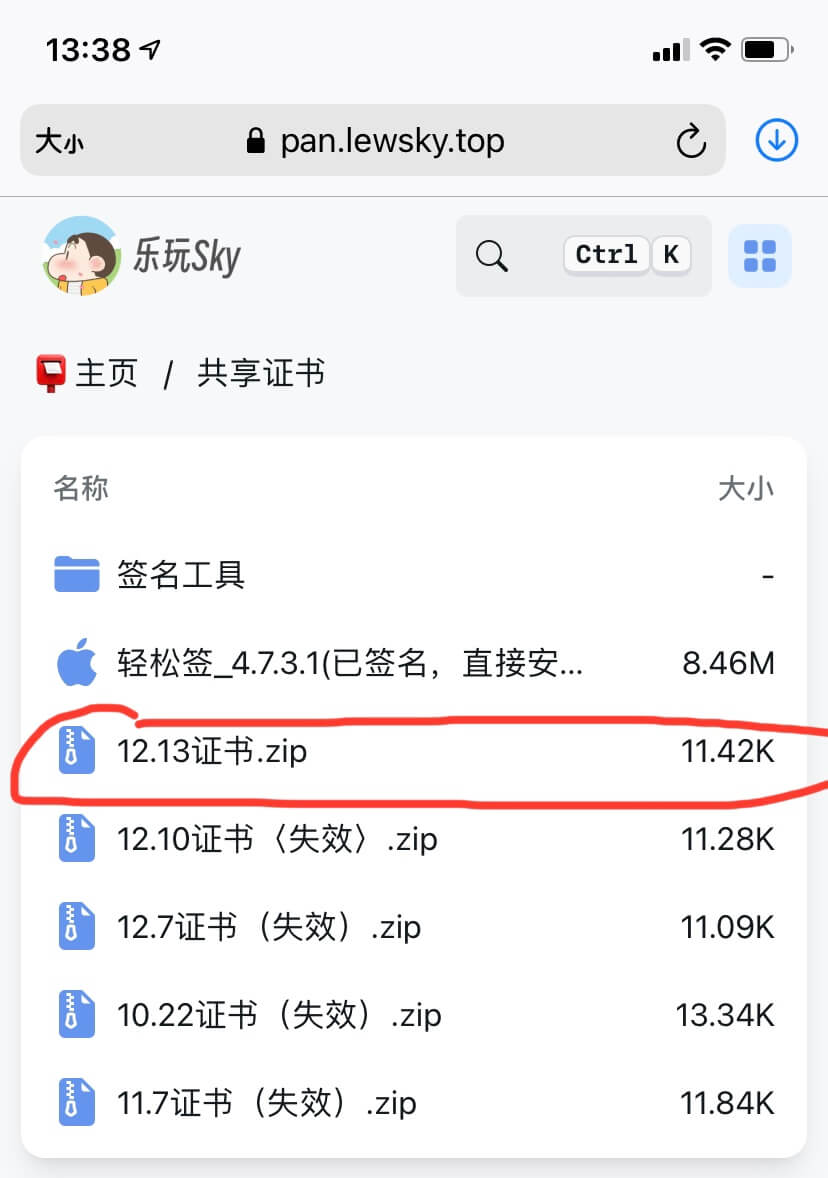 13:38
大小 pan.lewsky.top
乐玩Sky Ctrl K
主页 / 共享证书
名称 大小
签名工具 -
轻松签_4.7.3.1(已签名，直接安... 8.46M
12.13证书.zip 11.42K
12.10证书〈失效〉.zip 11.28K
12.7证书（失效）.zip 11.09K
10.22证书（失效）.zip 13.34K
11.7证书（失效）.zip 11.84K